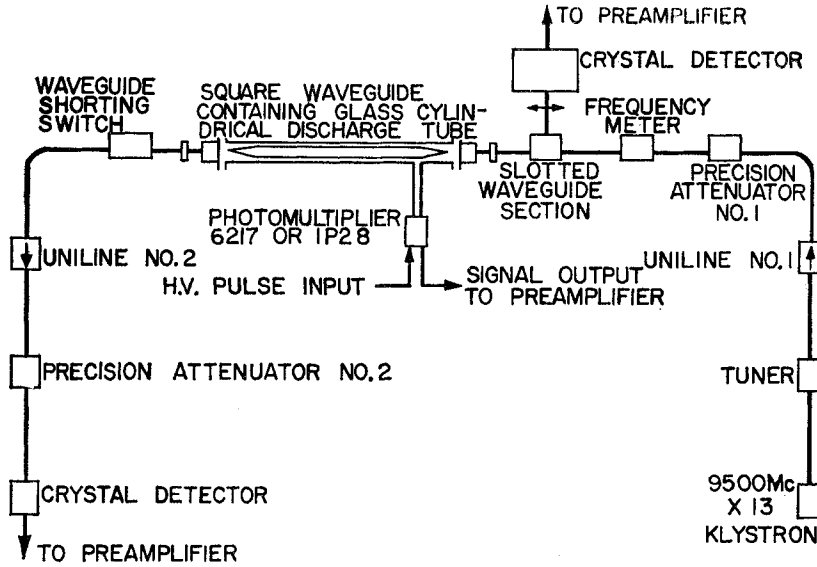 TO PREAMPLIFIER
CRYSTAL DETECTOR
WAVEGUIDE
SHORTING
SWITCH
SQUARE WAVEGUIDE
CONTAINING GLASS CYLIN-
DRICAL DISCHARGE TUBE
FREQUENCY
METER
SLOTTED
WAVEGUIDE
SECTION
PRECISION
ATTENUATOR
NO.1
PHOTOMULTIPLIER
6217 OR 1P28
H.V. PULSE INPUT
SIGNAL OUTPUT
TO PREAMPLIFIER
UNILINE NO.2
UNILINE NO.1
PRECISION ATTENUATOR NO.2
TUNER
CRYSTAL DETECTOR
TO PREAMPLIFIER
9500Mc
X 13
KLYSTRON